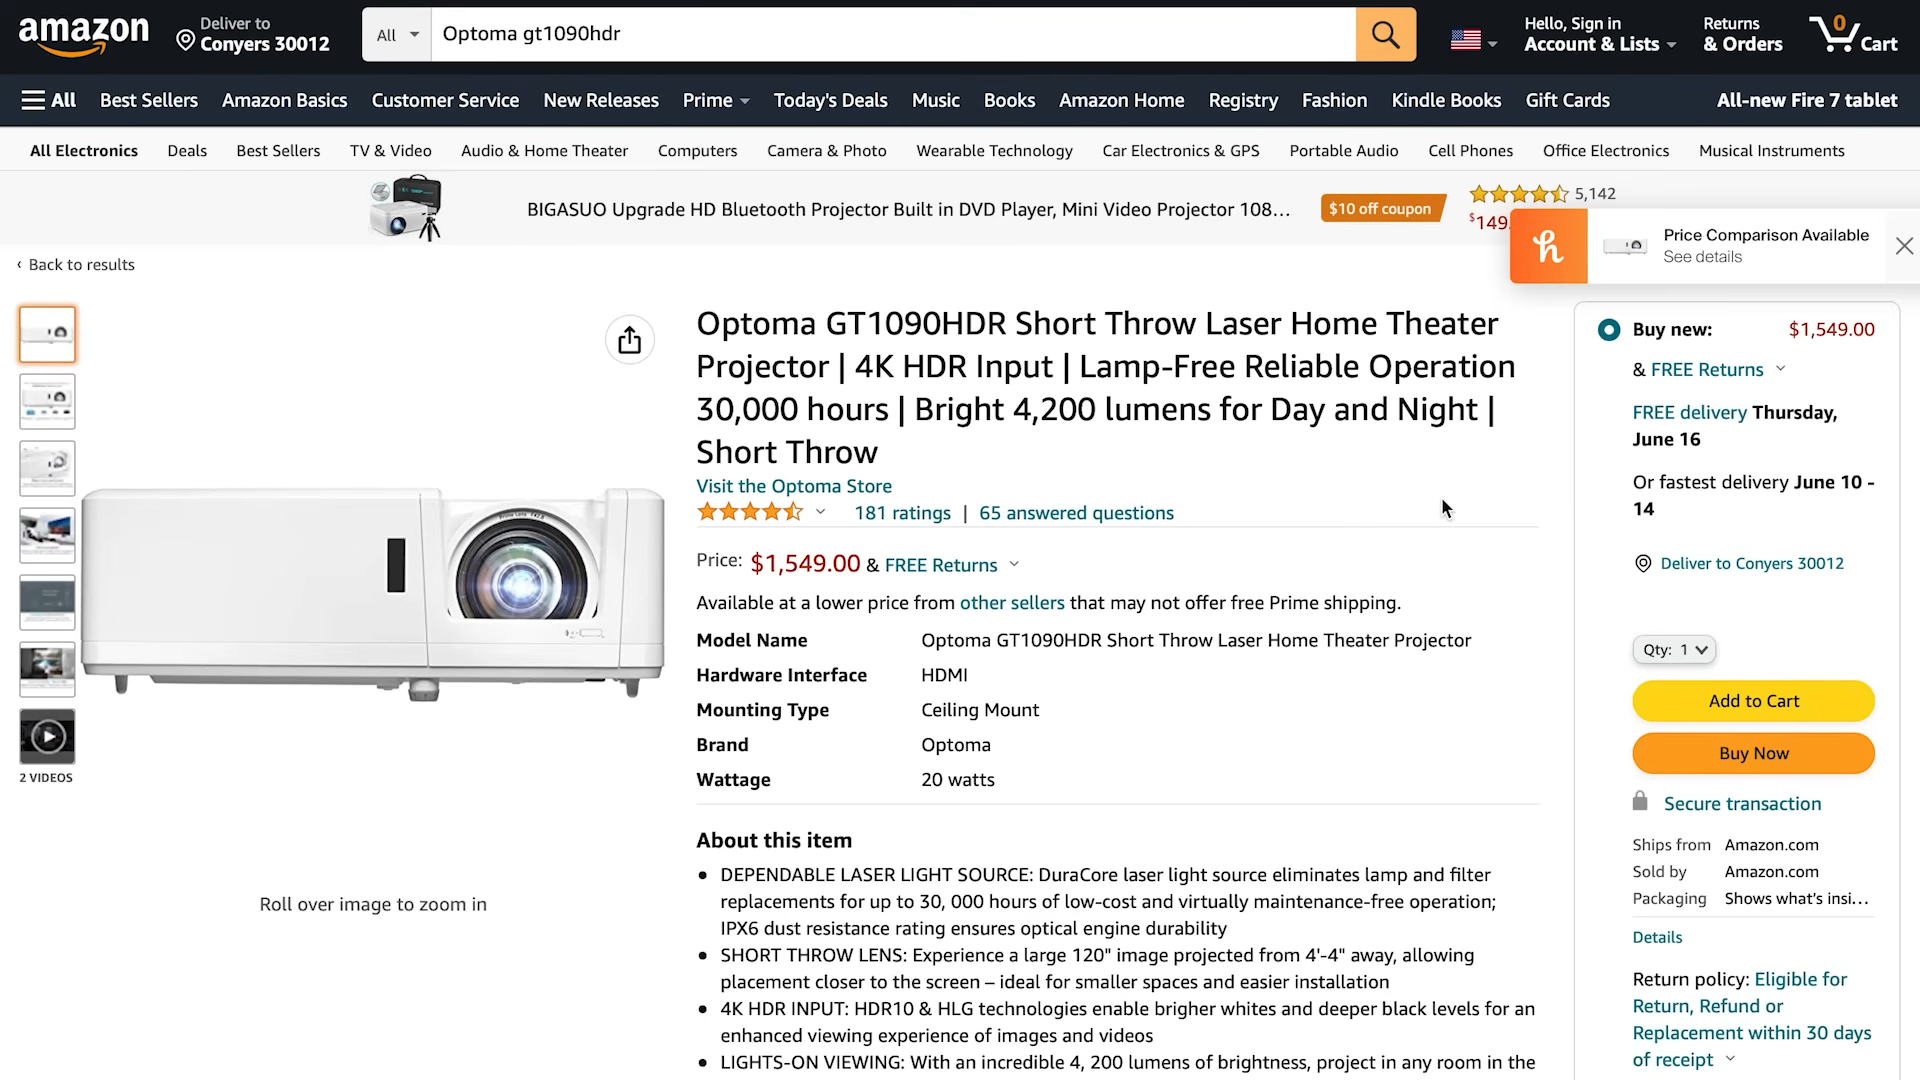 amazon
Deliver to
Conyers 30012
All
Optoma gt1090hdr
Hello, Sign in
Account & Lists
Returns
& Orders
0
Cart
All
Best Sellers
Amazon Basics
Customer Service
New Releases
Prime
Today's Deals
Music
Books
Amazon Home
Registry
Fashion
Kindle Books
Gift Cards
All-new Fire 7 tablet
All Electronics
Deals
Best Sellers
TV & Video
Audio & Home Theater
Computers
Camera & Photo
Wearable Technology
Car Electronics & GPS
Portable Audio
Cell Phones
Office Electronics
Musical Instruments
BIGASUO Upgrade HD Bluetooth Projector Built in DVD Player, Mini Video Projector 108...
$10 off coupon
5,142
$149.
h
Price Comparison Available
See details
‹ Back to results
2 VIDEOS
Roll over image to zoom in
Optoma GT1090HDR Short Throw Laser Home Theater
Projector | 4K HDR Input | Lamp-Free Reliable Operation
30,000 hours | Bright 4,200 lumens for Day and Night |
Short Throw
Visit the Optoma Store
181 ratings | 65 answered questions
Price: $1,549.00 & FREE Returns
Available at a lower price from other sellers that may not offer free Prime shipping.
Model Name Optoma GT1090HDR Short Throw Laser Home Theater Projector
Hardware Interface HDMI
Mounting Type Ceiling Mount
Brand Optoma
Wattage 20 watts
About this item
• DEPENDABLE LASER LIGHT SOURCE: DuraCore laser light source eliminates lamp and filter
replacements for up to 30, 000 hours of low-cost and virtually maintenance-free operation;
IPX6 dust resistance rating ensures optical engine durability
• SHORT THROW LENS: Experience a large 120" image projected from 4'-4" away, allowing
placement closer to the screen – ideal for smaller spaces and easier installation
• 4K HDR INPUT: HDR10 & HLG technologies enable brigher whites and deeper black levels for an
enhanced viewing experience of images and videos
• LIGHTS-ON VIEWING: With an incredible 4, 200 lumens of brightness, project in any room in the
Buy new: $1,549.00
& FREE Returns
FREE delivery Thursday,
June 16
Or fastest delivery June 10 -
14
Deliver to Conyers 30012
Qty: 1
Add to Cart
Buy Now
Secure transaction
Ships from Amazon.com
Sold by Amazon.com
Packaging Shows what's insi...
Details
Return policy: Eligible for
Return, Refund or
Replacement within 30 days
of receipt